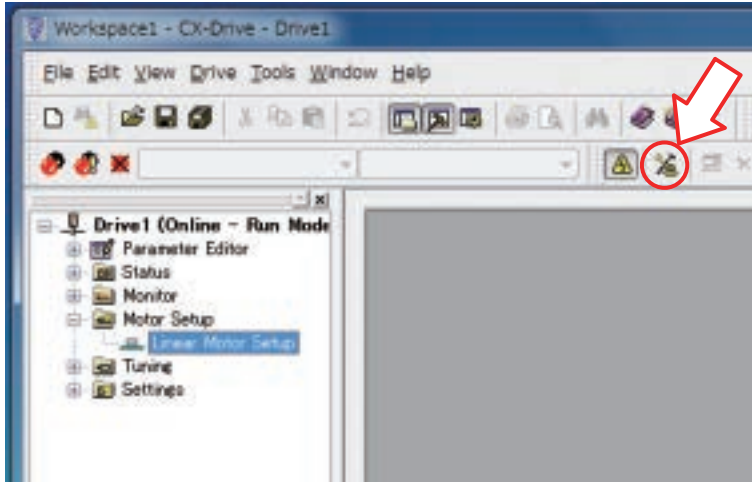 Workspace1 - CX-Drive - Drive1
File Edit View Drive Tools Window Help
Drive1 (Online - Run Mode
Parameter Editor
Status
Monitor
Motor Setup
Linear Motor Setup
Tuning
Settings